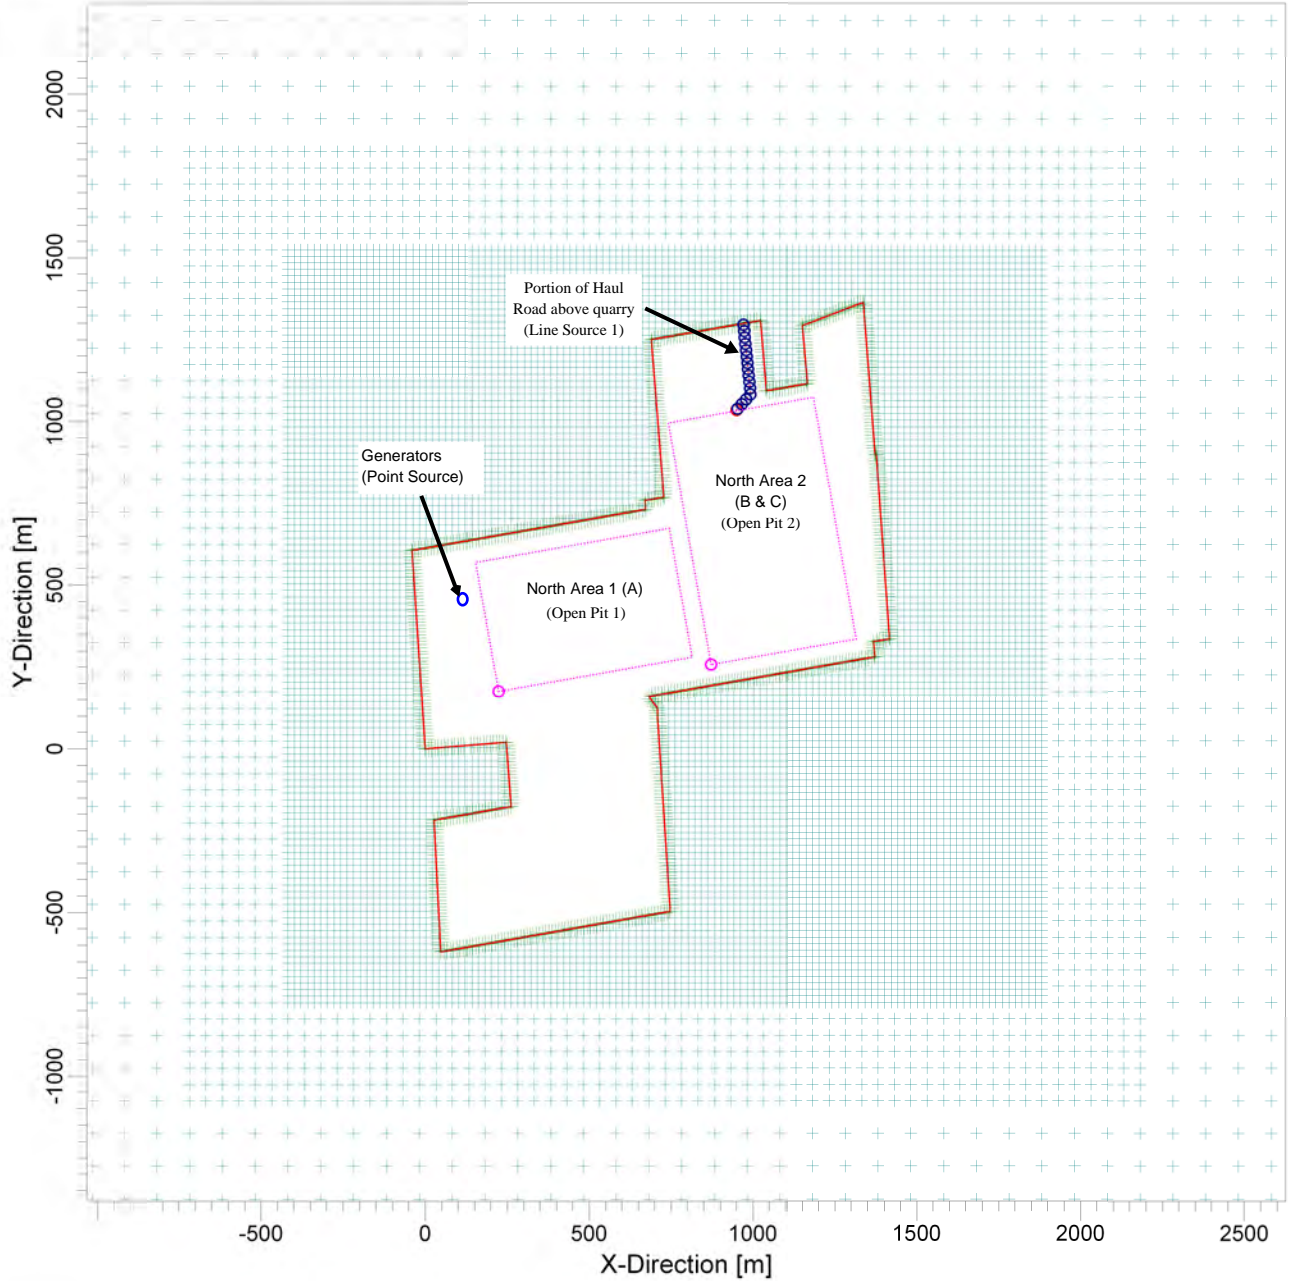 2000
1500
1000
500
0
-500
-1000
Y-Direction [m]
Portion of Haul
Road above quarry
(Line Source 1)
Generators
(Point Source)
North Area 2
(B & C)
(Open Pit 2)
North Area 1 (A)
(Open Pit 1)
-500
0
500
1000
1500
2000
2500
X-Direction [m]